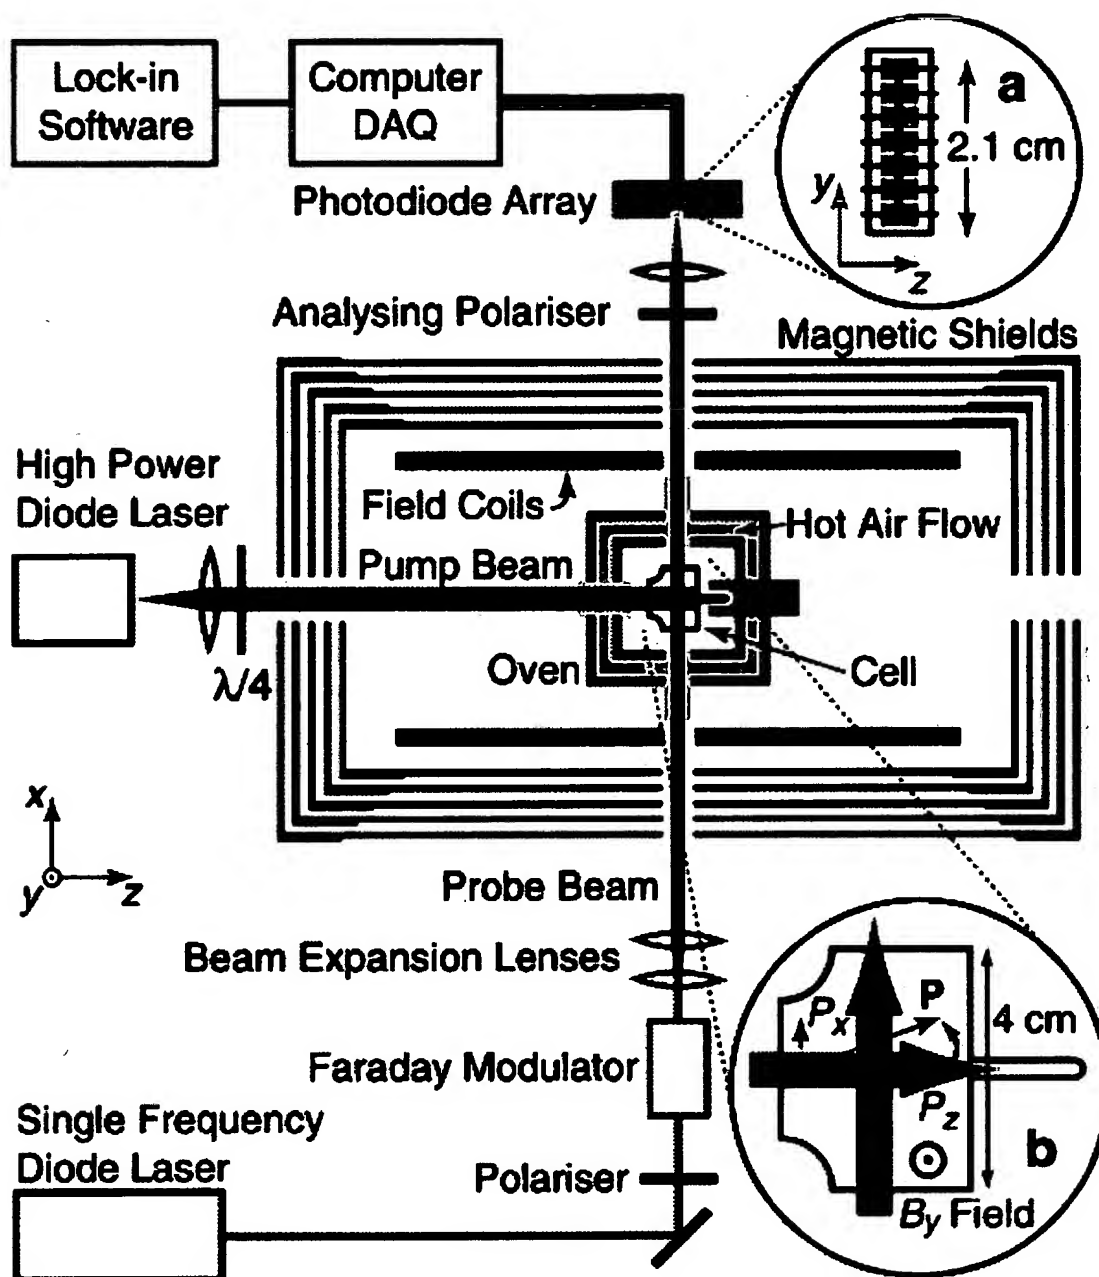 Lock-in
Software
Computer
DAQ
a
2.1 cm
y
z
Photodiode Array
Analysing Polariser
Magnetic Shields
High Power
Diode Laser
Field Coils
Hot Air Flow
Pump Beam
λ/4
Oven
Cell
x
y
z
Probe Beam
Beam Expansion Lenses
Faraday Modulator
Single Frequency
Diode Laser
Polariser
Px
P
4 cm
Pz
b
By Field